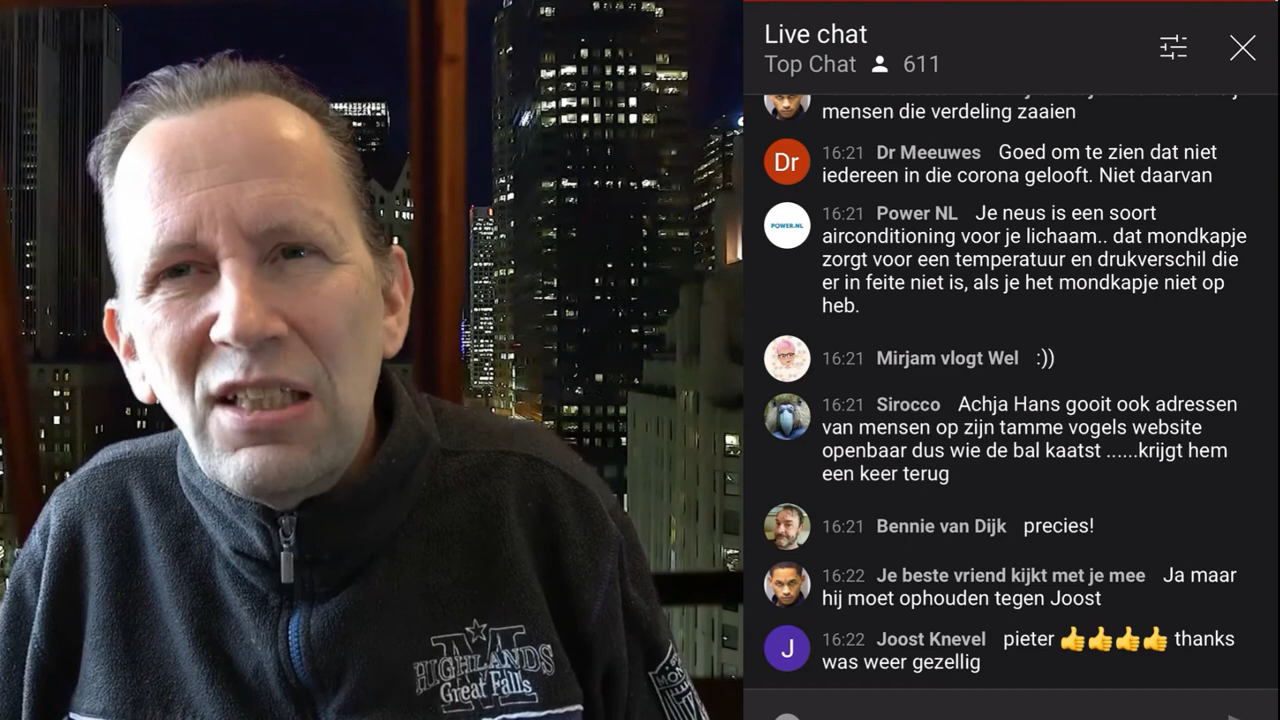 Live chat
Top Chat 611
mensen die verdeling zaaien
Dr
16:21 Dr Meeuwes Goed om te zien dat niet
iedereen in die corona gelooft. Niet daarvan
POWER.NL
16:21 Power NL Je neus is een soort
airconditioning voor je lichaam.. dat mondkapje
zorgt voor een temperatuur en drukverschil die
er in feite niet is, als je het mondkapje niet op
heb.
16:21 Mirjam vlogt Wel :))
16:21 Sirocco Achja Hans gooit ook adressen
van mensen op zijn tamme vogels website
openbaar dus wie de bal kaatst ......krijgt hem
een keer terug
16:21 Bennie van Dijk precies!
16:22 Je beste vriend kijkt met je mee Ja maar
hij moet ophouden tegen Joost
J
16:22 Joost Knevel pieter 👍👍👍👍 thanks
was weer gezellig
M
HIGHLANDS
Great Falls